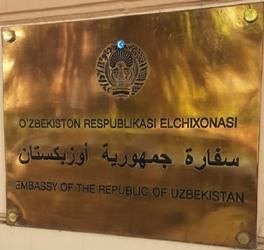 O'ZBEKISTON RESPUBLIKASI ELCHIXONASI
سفارة جمهورية أوزبكستان
EMBASSY OF THE REPUBLIC OF UZBEKISTAN